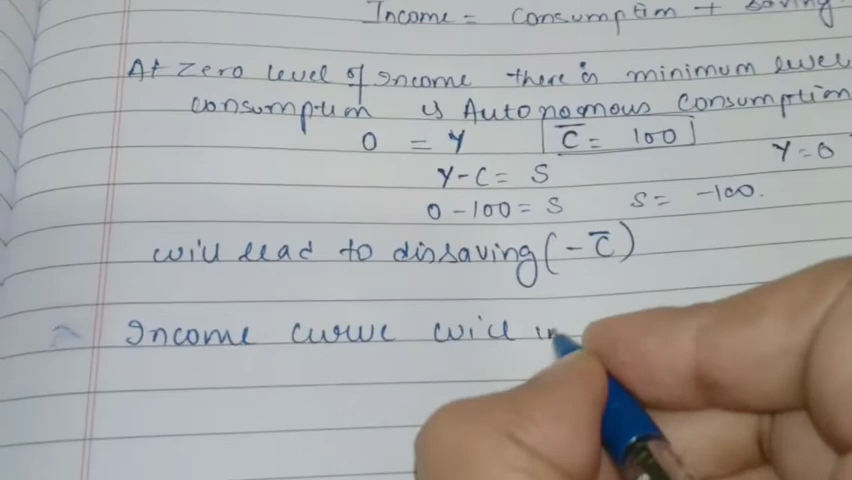 Income = Consumption + Saving
At zero level of Income there is minimum level
consumption is Autonomous Consumption
0 = Y C̅ = 100
Y = 0
Y - C = S
0 - 100 = S S = -100.
will lead to dissaving (- C̅)
Income curve will